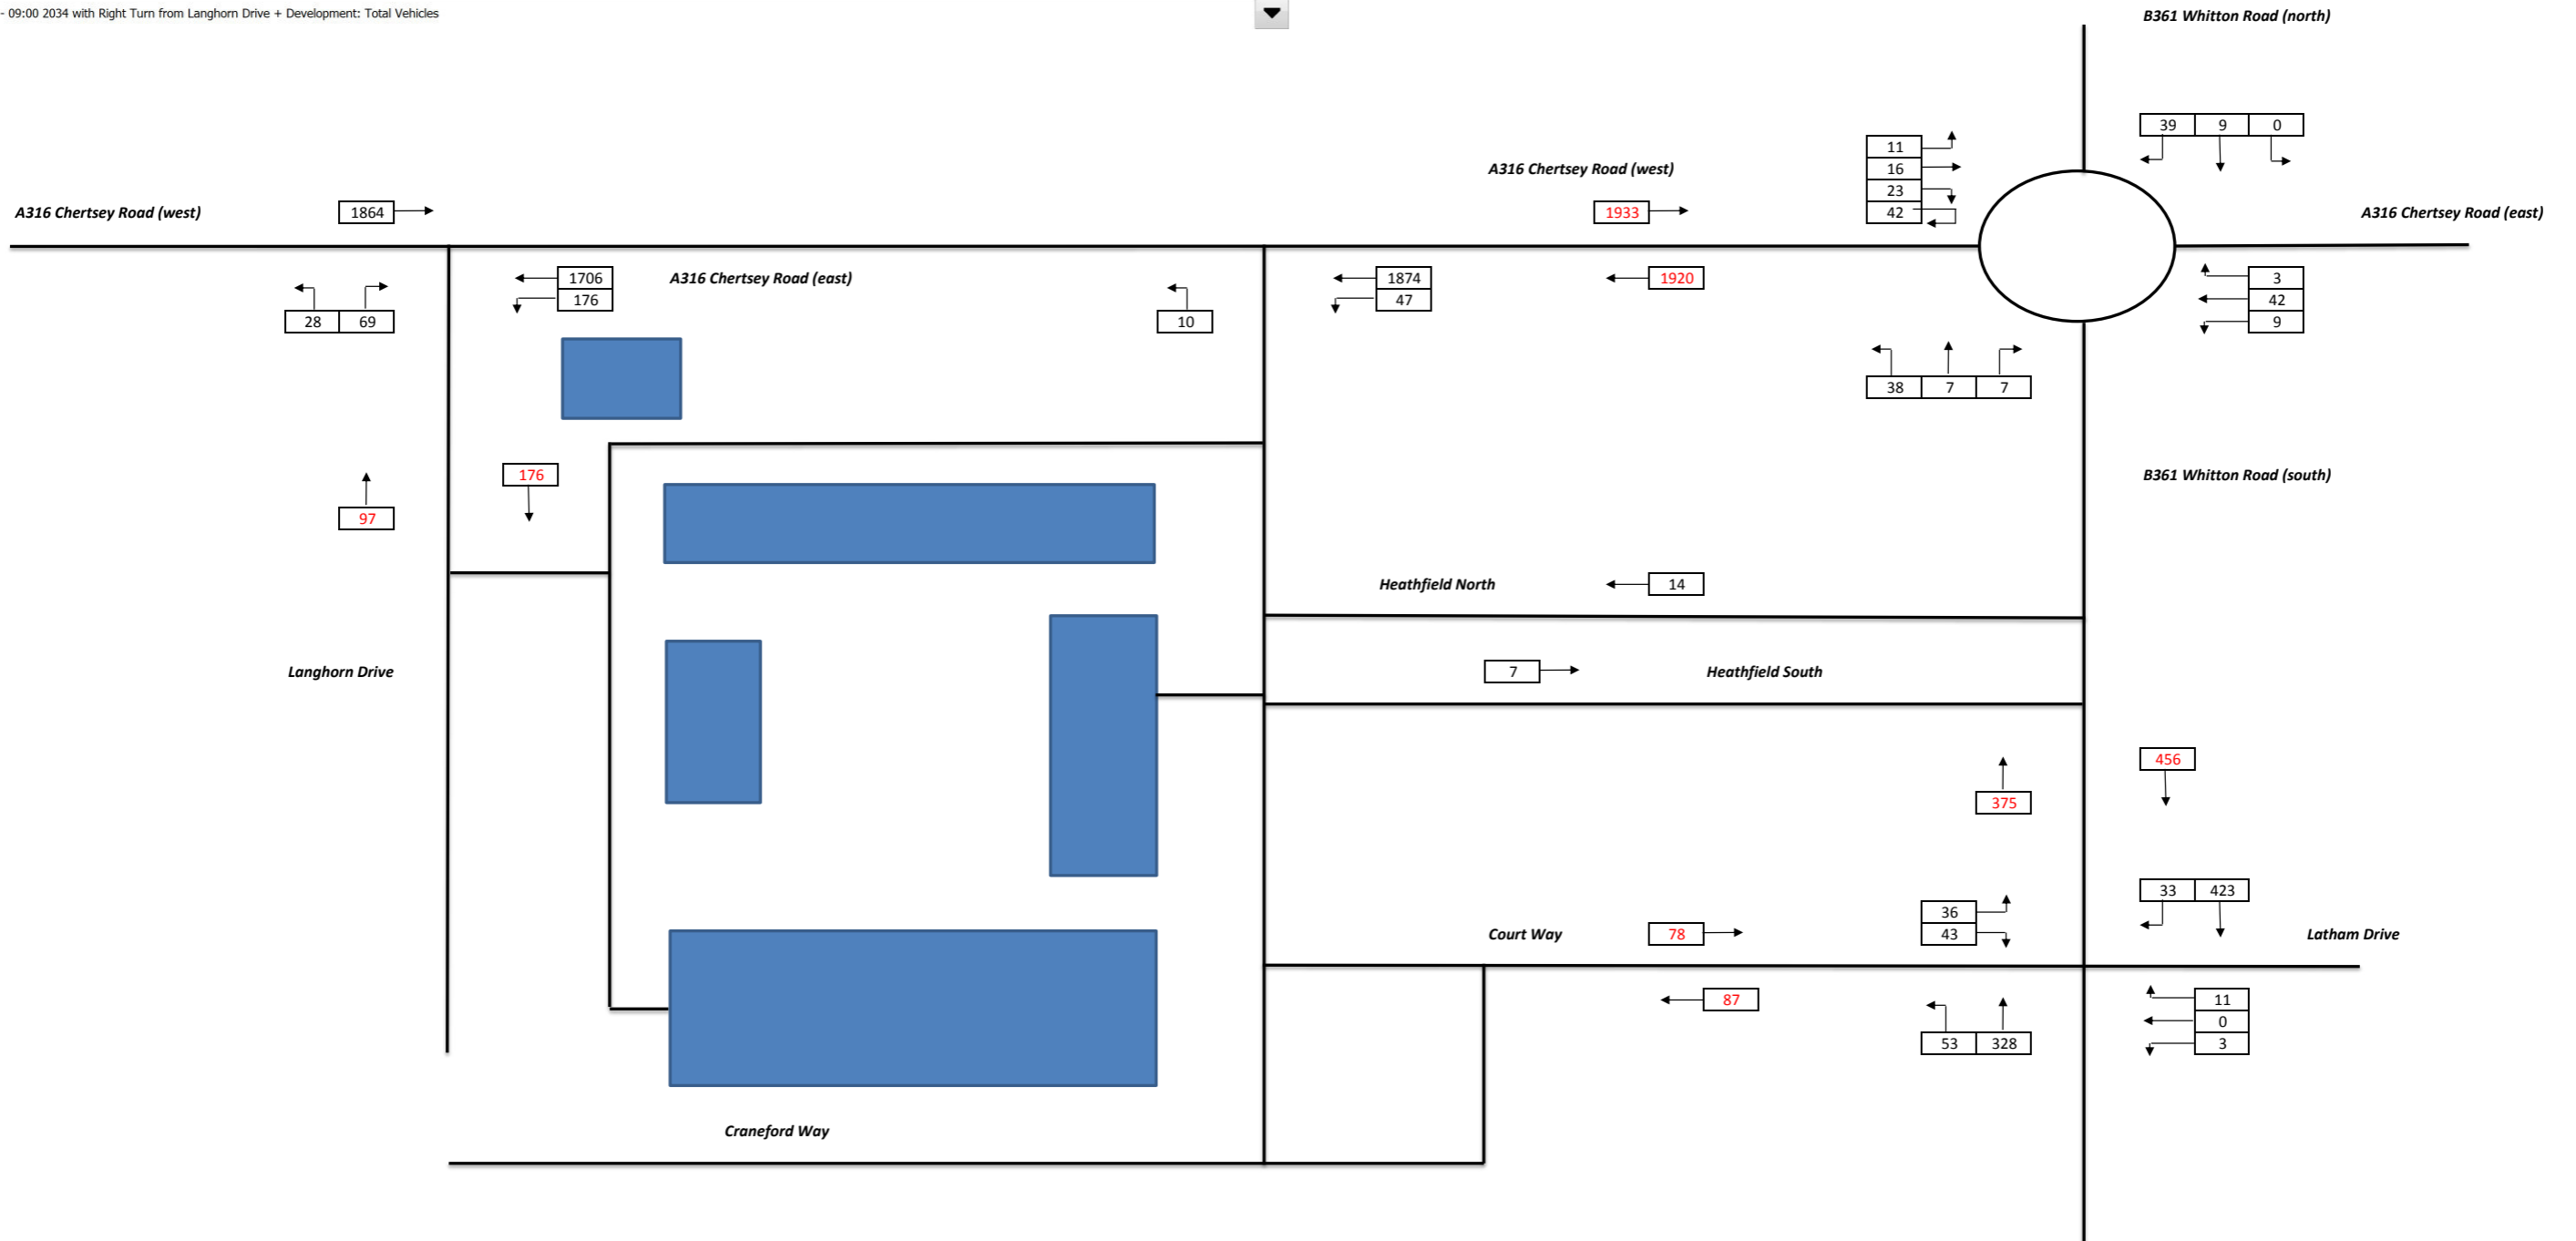 - 09:00 2034 with Right Turn from Langhorn Drive + Development: Total Vehicles
B361 Whitton Road (north)
39 9 0
11
16
23
42
A316 Chertsey Road (west)
1933
A316 Chertsey Road (west)
1864
A316 Chertsey Road (east)
28 69
1706
176
A316 Chertsey Road (east)
10
1874
47
1920
3
42
9
38 7 7
176
97
B361 Whitton Road (south)
Heathfield North
14
Langhorn Drive
7
Heathfield South
375
456
33 423
36
43
Court Way
78
Latham Drive
87
53 328
11
0
3
Craneford Way